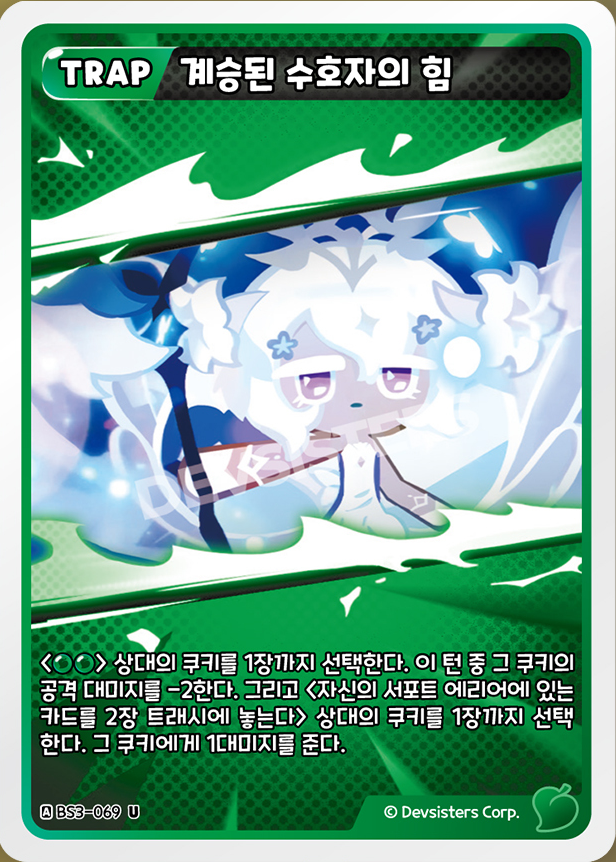 TRAP 계승된 수호자의 힘
DEVSISTERS
<●●> 상대의 쿠키를 1장까지 선택한다. 이 턴 중 그 쿠키의
공격 대미지를 -2한다. 그리고 <자신의 서포트 에리어에 있는
카드를 2장 트래시에 놓는다> 상대의 쿠키를 1장까지 선택
한다. 그 쿠키에게 1대미지를 준다.
A BS3-069 U
© Devsisters Corp.